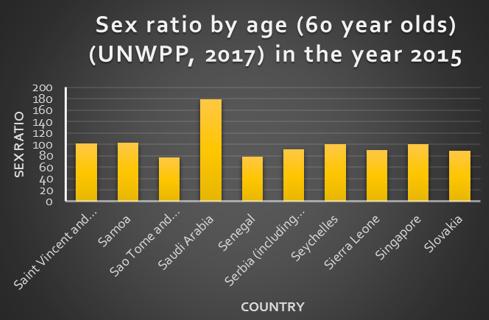 Sex ratio by age (60 year olds)
(UNWPP, 2017) in the year 2015
SEX RATIO
200
180
160
140
120
100
80
60
40
20
0
Saint Vincent and...
Samoa
Sao Tome and...
Saudi Arabia
Senegal
Serbia (including...
Seychelles
Sierra Leone
Singapore
Slovakia
COUNTRY